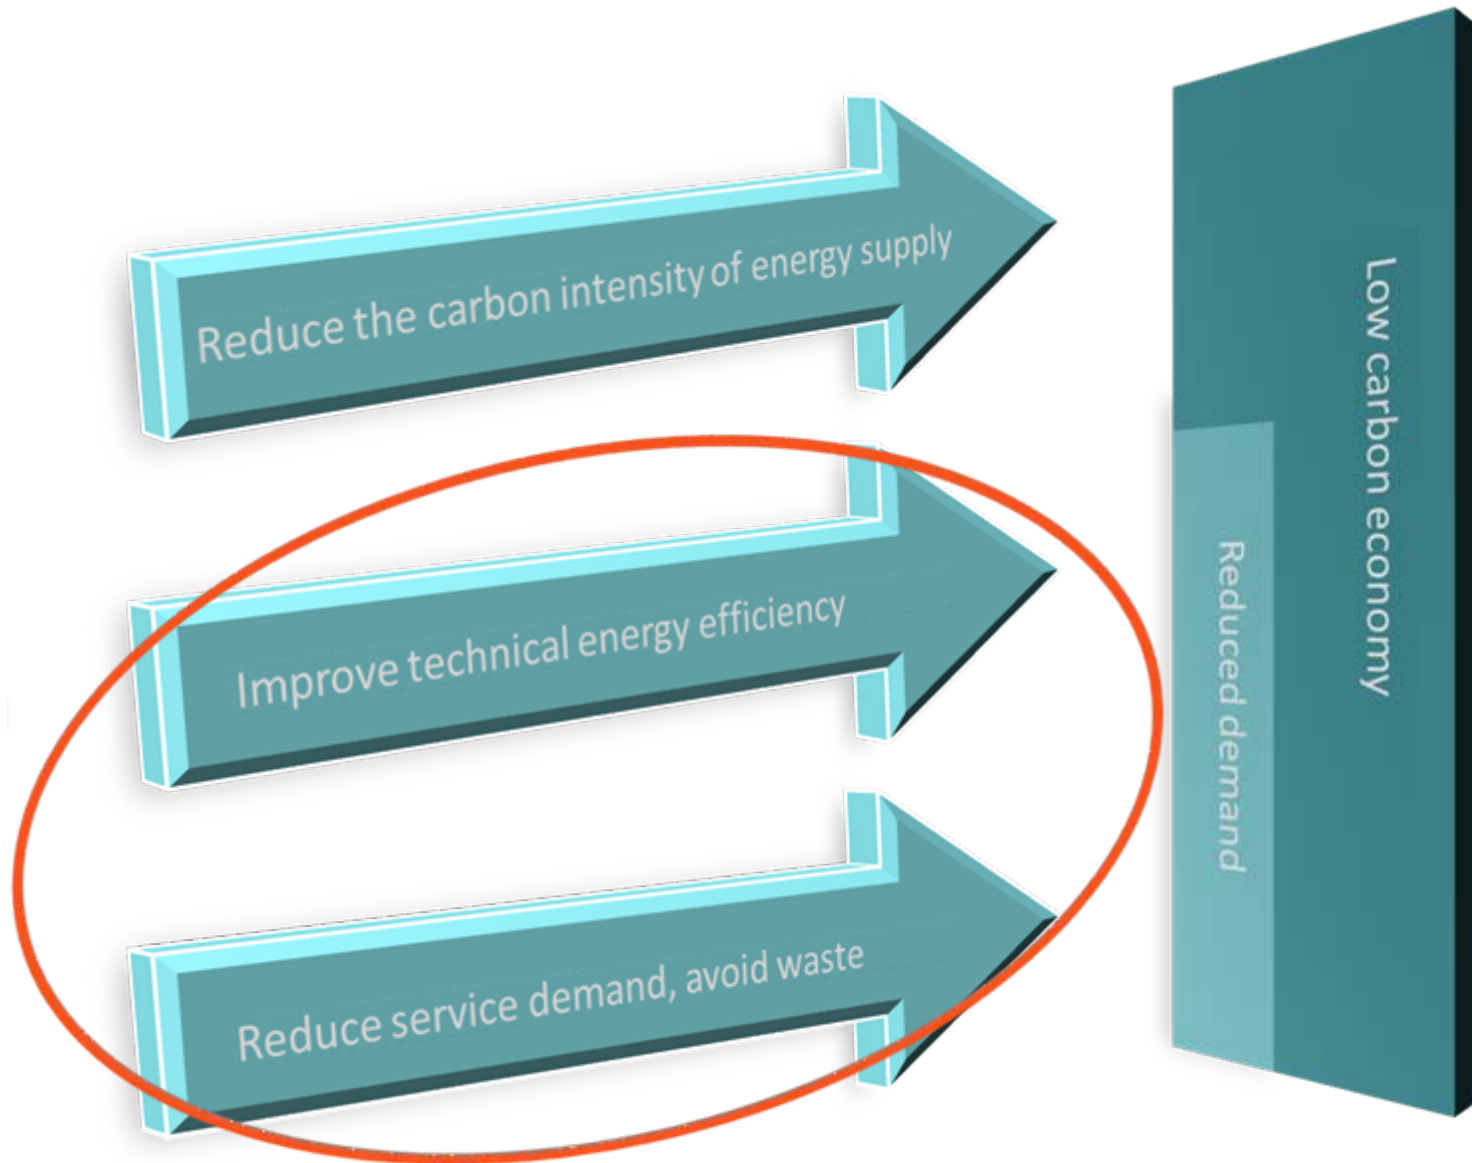 Reduce the carbon intensity of energy supply
Improve technical energy efficiency
Reduce service demand, avoid waste
Reduced demand
Low carbon economy